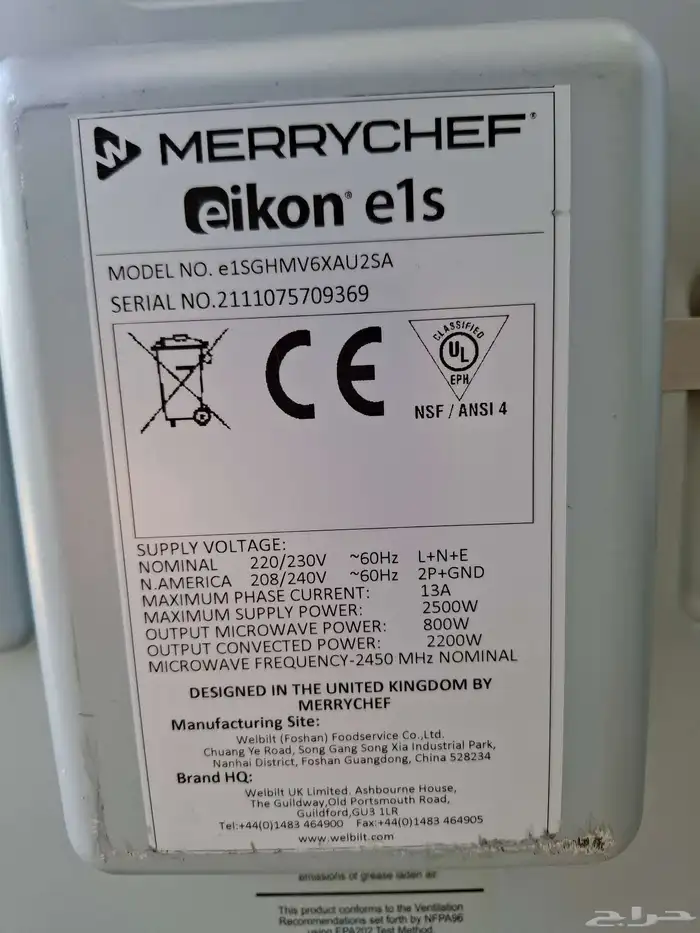 MERRYCHEF®
eikon® e1s
MODEL NO. e1SGHMV6XAU2SA
SERIAL NO.2111075709369
CE
CLASSIFIED
UL
EPH
NSF / ANSI 4
SUPPLY VOLTAGE:
NOMINAL 220/230V ~60Hz L+N+E
N.AMERICA 208/240V ~60Hz 2P+GND
MAXIMUM PHASE CURRENT: 13A
MAXIMUM SUPPLY POWER: 2500W
OUTPUT MICROWAVE POWER: 800W
OUTPUT CONVECTED POWER: 2200W
MICROWAVE FREQUENCY-2450 MHz NOMINAL
DESIGNED IN THE UNITED KINGDOM BY
MERRYCHEF
Manufacturing Site:
Welbilt (Foshan) Foodservice Co.,Ltd.
Chuang Ye Road, Song Gang Song Xia Industrial Park,
Nanhai District, Foshan Guangdong, China 528234
Brand HQ:
Welbilt UK Limited, Ashbourne House,
The Guildway,Old Portsmouth Road,
Guildford,GU3 1LR
Tel:+44(0)1483 464900 Fax:+44(0)1483 464905
www.welbilt.com
emissions of grease laden air
This product conforms to the Ventilation
Recommendations set forth by NFPA96
using EPA202 Test Method
حراج